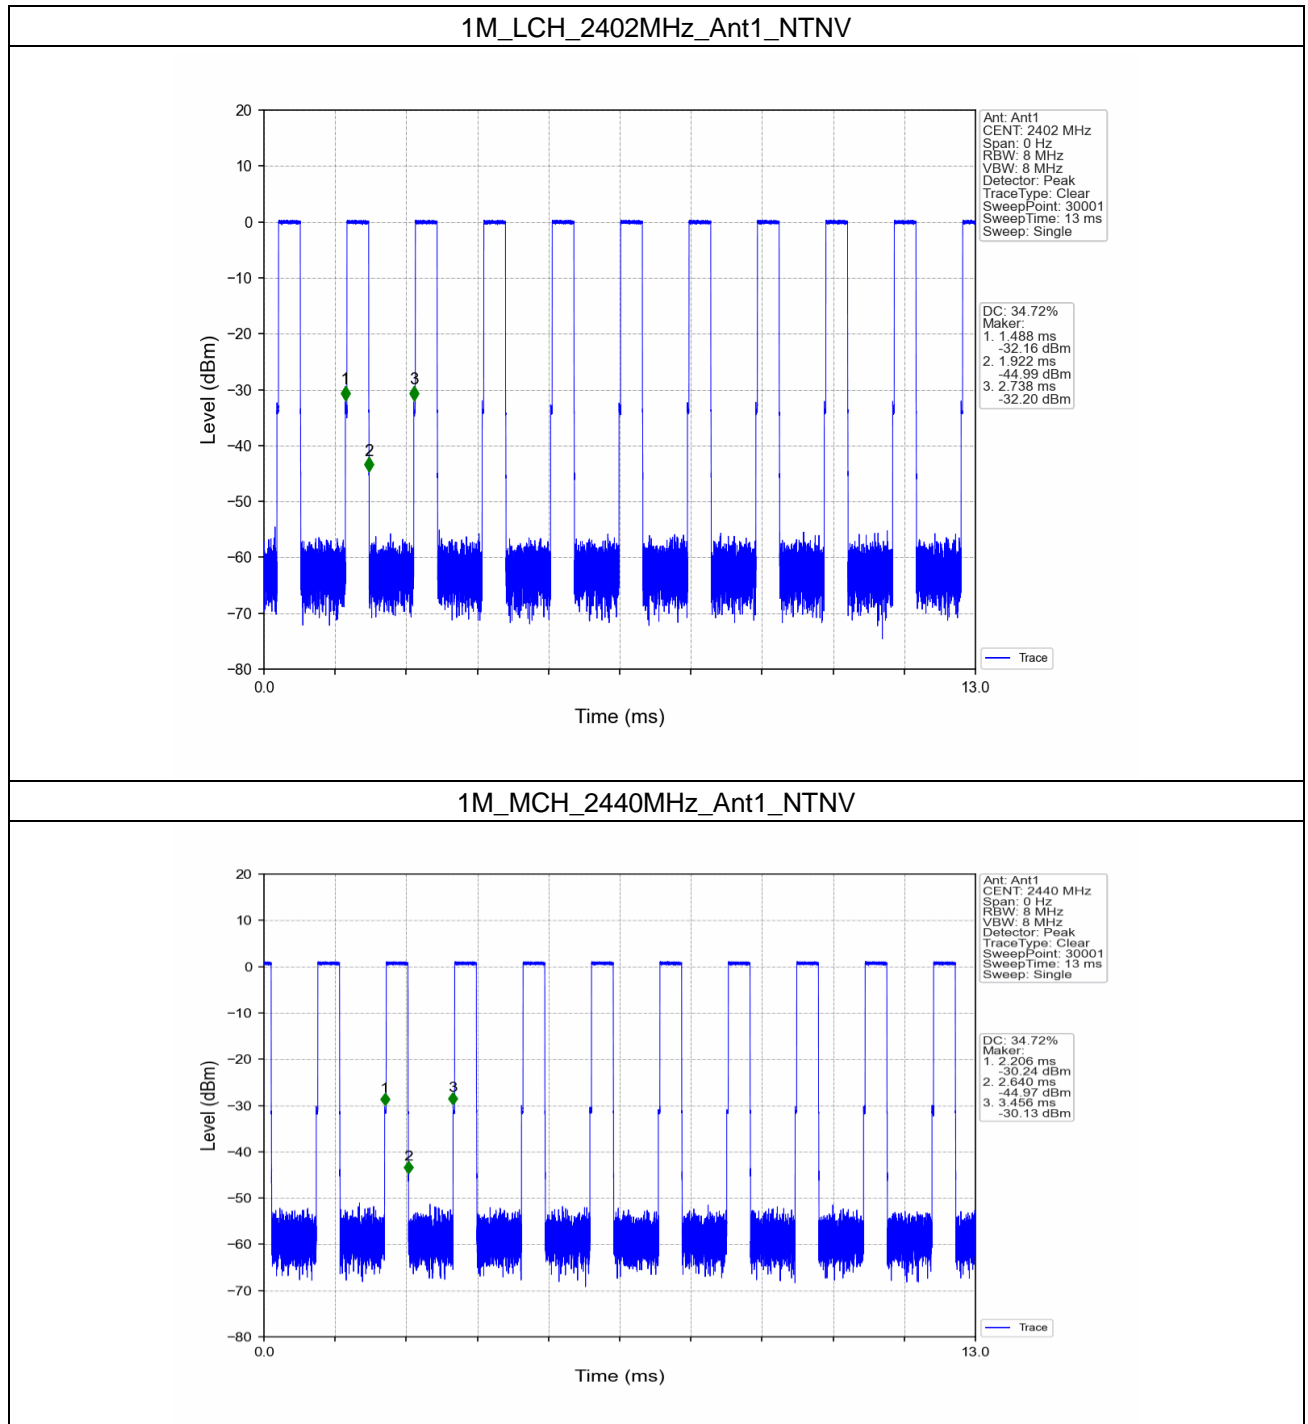 1M_LCH_2402MHz_Ant1_NTNV
20
10
0
−10
−20
−30
−40
−50
−60
−70
−80
Level (dBm)
1
2
3
0.0
13.0
Time (ms)
Ant: Ant1
CENT: 2402 MHz
Span: 0 Hz
RBW: 8 MHz
VBW: 8 MHz
Detector: Peak
TraceType: Clear
SweepPoint: 30001
SweepTime: 13 ms
Sweep: Single
DC: 34.72%
Maker:
1. 1.488 ms
-32.16 dBm
2. 1.922 ms
-44.99 dBm
3. 2.738 ms
-32.20 dBm
Trace
1M_MCH_2440MHz_Ant1_NTNV
20
10
0
−10
−20
−30
−40
−50
−60
−70
−80
Level (dBm)
1
2
3
0.0
13.0
Time (ms)
Ant: Ant1
CENT: 2440 MHz
Span: 0 Hz
RBW: 8 MHz
VBW: 8 MHz
Detector: Peak
TraceType: Clear
SweepPoint: 30001
SweepTime: 13 ms
Sweep: Single
DC: 34.72%
Maker:
1. 2.206 ms
-30.24 dBm
2. 2.640 ms
-44.97 dBm
3. 3.456 ms
-30.13 dBm
Trace